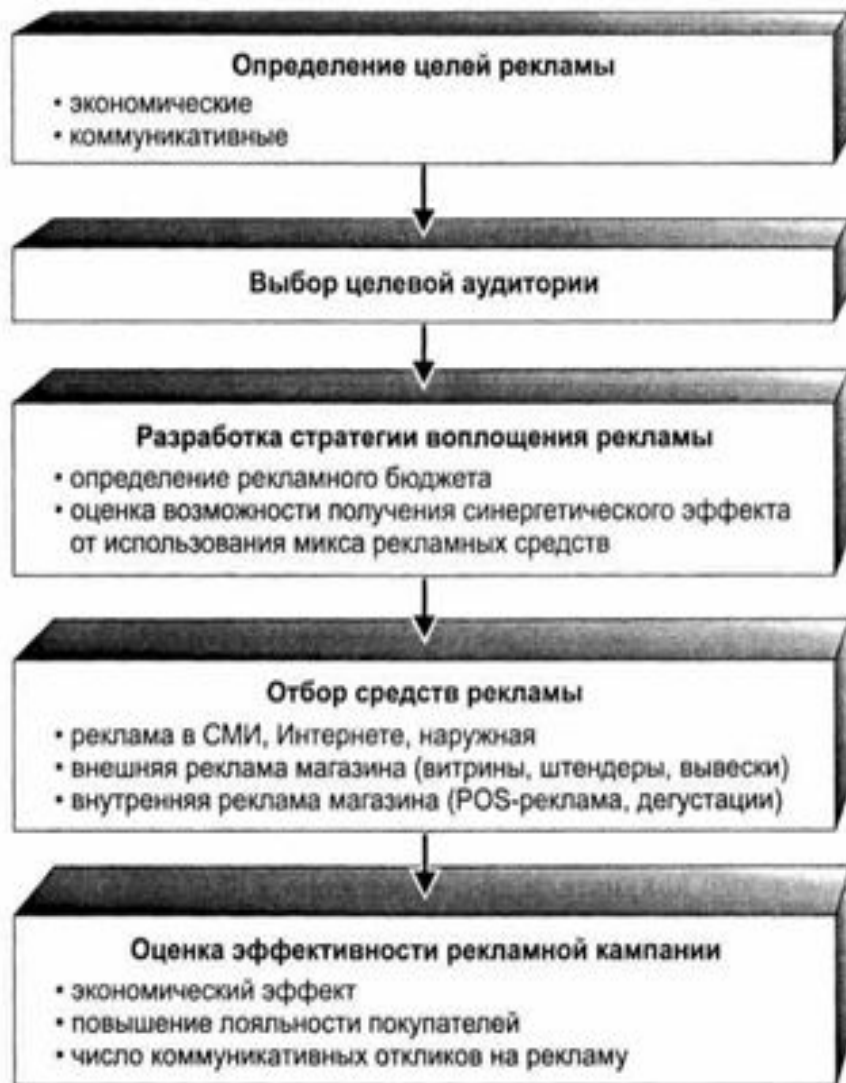 Определение целей рекламы
• экономические
• коммуникативные
Выбор целевой аудитории
Разработка стратегии воплощения рекламы
• определение рекламного бюджета
• оценка возможности получения синергетического эффекта
от использования микса рекламных средств
Отбор средств рекламы
• реклама в СМИ, Интернете, наружная
• внешняя реклама магазина (витрины, штендеры, вывески)
• внутренняя реклама магазина (POS-реклама, дегустации)
Оценка эффективности рекламной кампании
• экономический эффект
• повышение лояльности покупателей
• число коммуникативных откликов на рекламу